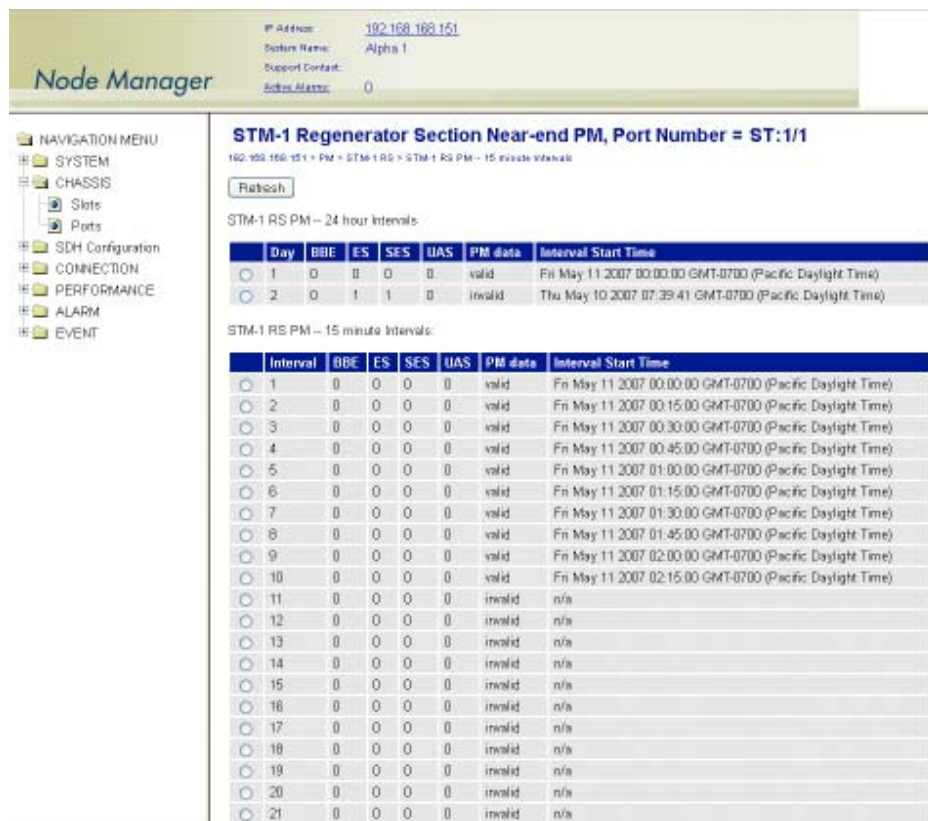 Node Manager
IP Address: 192.168.168.151
System Name: Alpha 1
Support Contact:
Active Alarms: 0
NAVIGATION MENU
SYSTEM
CHASSIS
Slots
Ports
SDH Configuration
CONNECTION
PERFORMANCE
ALARM
EVENT
STM-1 Regenerator Section Near-end PM, Port Number = ST:1/1
192.168.168.151 > PM > STM-1 RS > STM-1 RS PM -- 15 minute intervals
Refresh
STM-1 RS PM -- 24 hour Intervals
Day BBE ES SES UAS PM data Interval Start Time
1 0 0 0 0 valid Fri May 11 2007 00:00:00 GMT-0700 (Pacific Daylight Time)
2 0 1 1 0 invalid Thu May 10 2007 07:39:41 GMT-0700 (Pacific Daylight Time)
STM-1 RS PM -- 15 minute Intervals:
Interval BBE ES SES UAS PM data Interval Start Time
1 0 0 0 0 valid Fri May 11 2007 00:00:00 GMT-0700 (Pacific Daylight Time)
2 0 0 0 0 valid Fri May 11 2007 00:15:00 GMT-0700 (Pacific Daylight Time)
3 0 0 0 0 valid Fri May 11 2007 00:30:00 GMT-0700 (Pacific Daylight Time)
4 0 0 0 0 valid Fri May 11 2007 00:45:00 GMT-0700 (Pacific Daylight Time)
5 0 0 0 0 valid Fri May 11 2007 01:00:00 GMT-0700 (Pacific Daylight Time)
6 0 0 0 0 valid Fri May 11 2007 01:15:00 GMT-0700 (Pacific Daylight Time)
7 0 0 0 0 valid Fri May 11 2007 01:30:00 GMT-0700 (Pacific Daylight Time)
8 0 0 0 0 valid Fri May 11 2007 01:45:00 GMT-0700 (Pacific Daylight Time)
9 0 0 0 0 valid Fri May 11 2007 02:00:00 GMT-0700 (Pacific Daylight Time)
10 0 0 0 0 valid Fri May 11 2007 02:15:00 GMT-0700 (Pacific Daylight Time)
11 0 0 0 0 invalid n/a
12 0 0 0 0 invalid n/a
13 0 0 0 0 invalid n/a
14 0 0 0 0 invalid n/a
15 0 0 0 0 invalid n/a
16 0 0 0 0 invalid n/a
17 0 0 0 0 invalid n/a
18 0 0 0 0 invalid n/a
19 0 0 0 0 invalid n/a
20 0 0 0 0 invalid n/a
21 0 0 0 0 invalid n/a